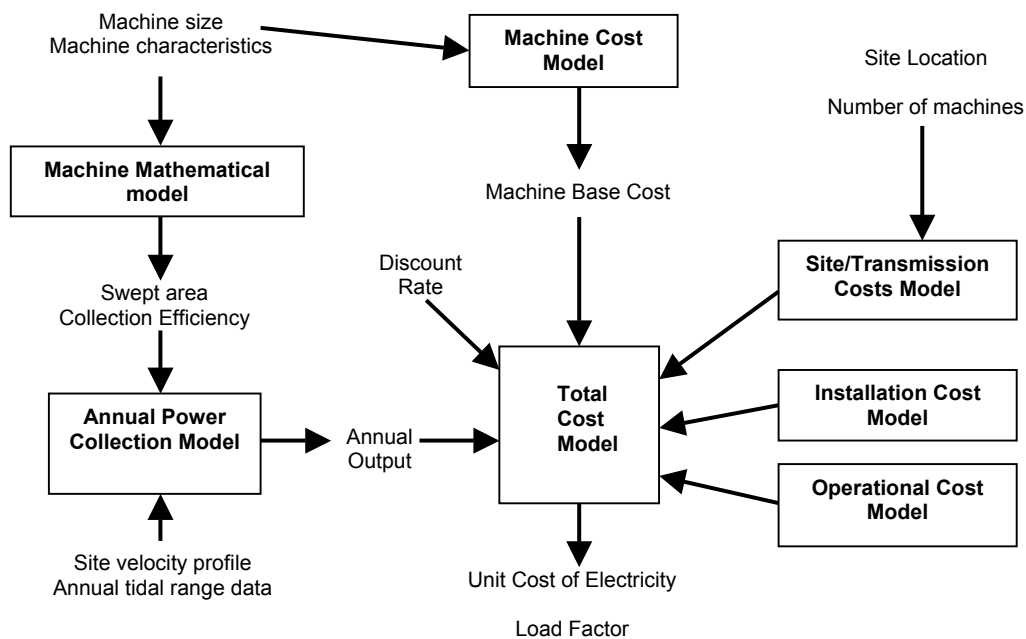 Machine size
Machine characteristics
Machine Cost
Model
Site Location
Number of machines
Machine Mathematical
model
Machine Base Cost
Discount
Rate
Site/Transmission
Costs Model
Swept area
Collection Efficiency
Total
Cost
Model
Installation Cost
Model
Annual Power
Collection Model
Annual
Output
Operational Cost
Model
Site velocity profile
Annual tidal range data
Unit Cost of Electricity
Load Factor